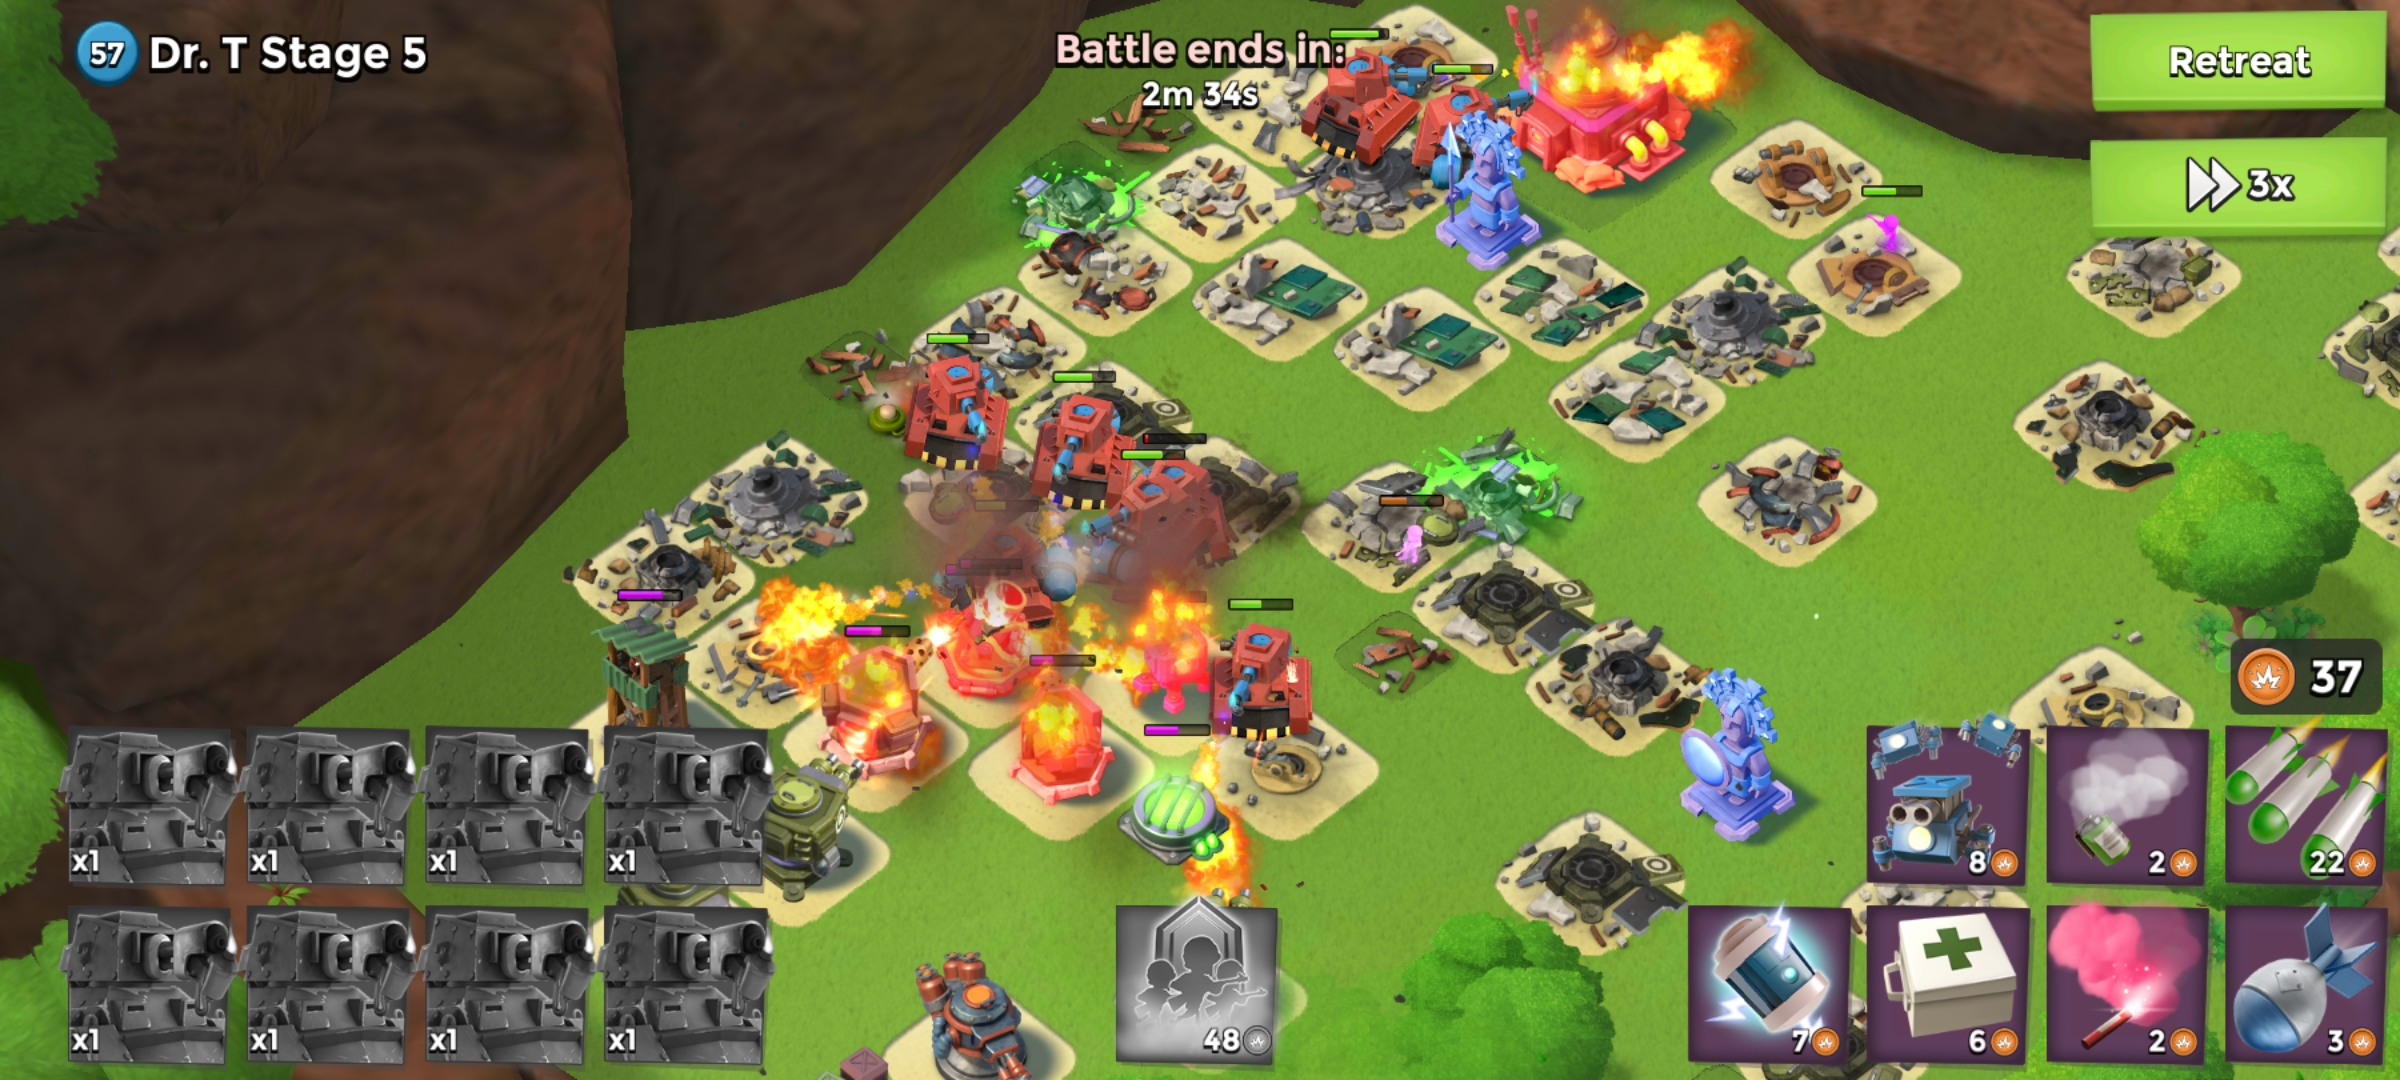 57 Dr. T Stage 5
Battle ends in:
2m 34s
Retreat
3x
37
x1 x1 x1 x1
8 2 22
x1 x1 x1 x1
48
7 6 2 3